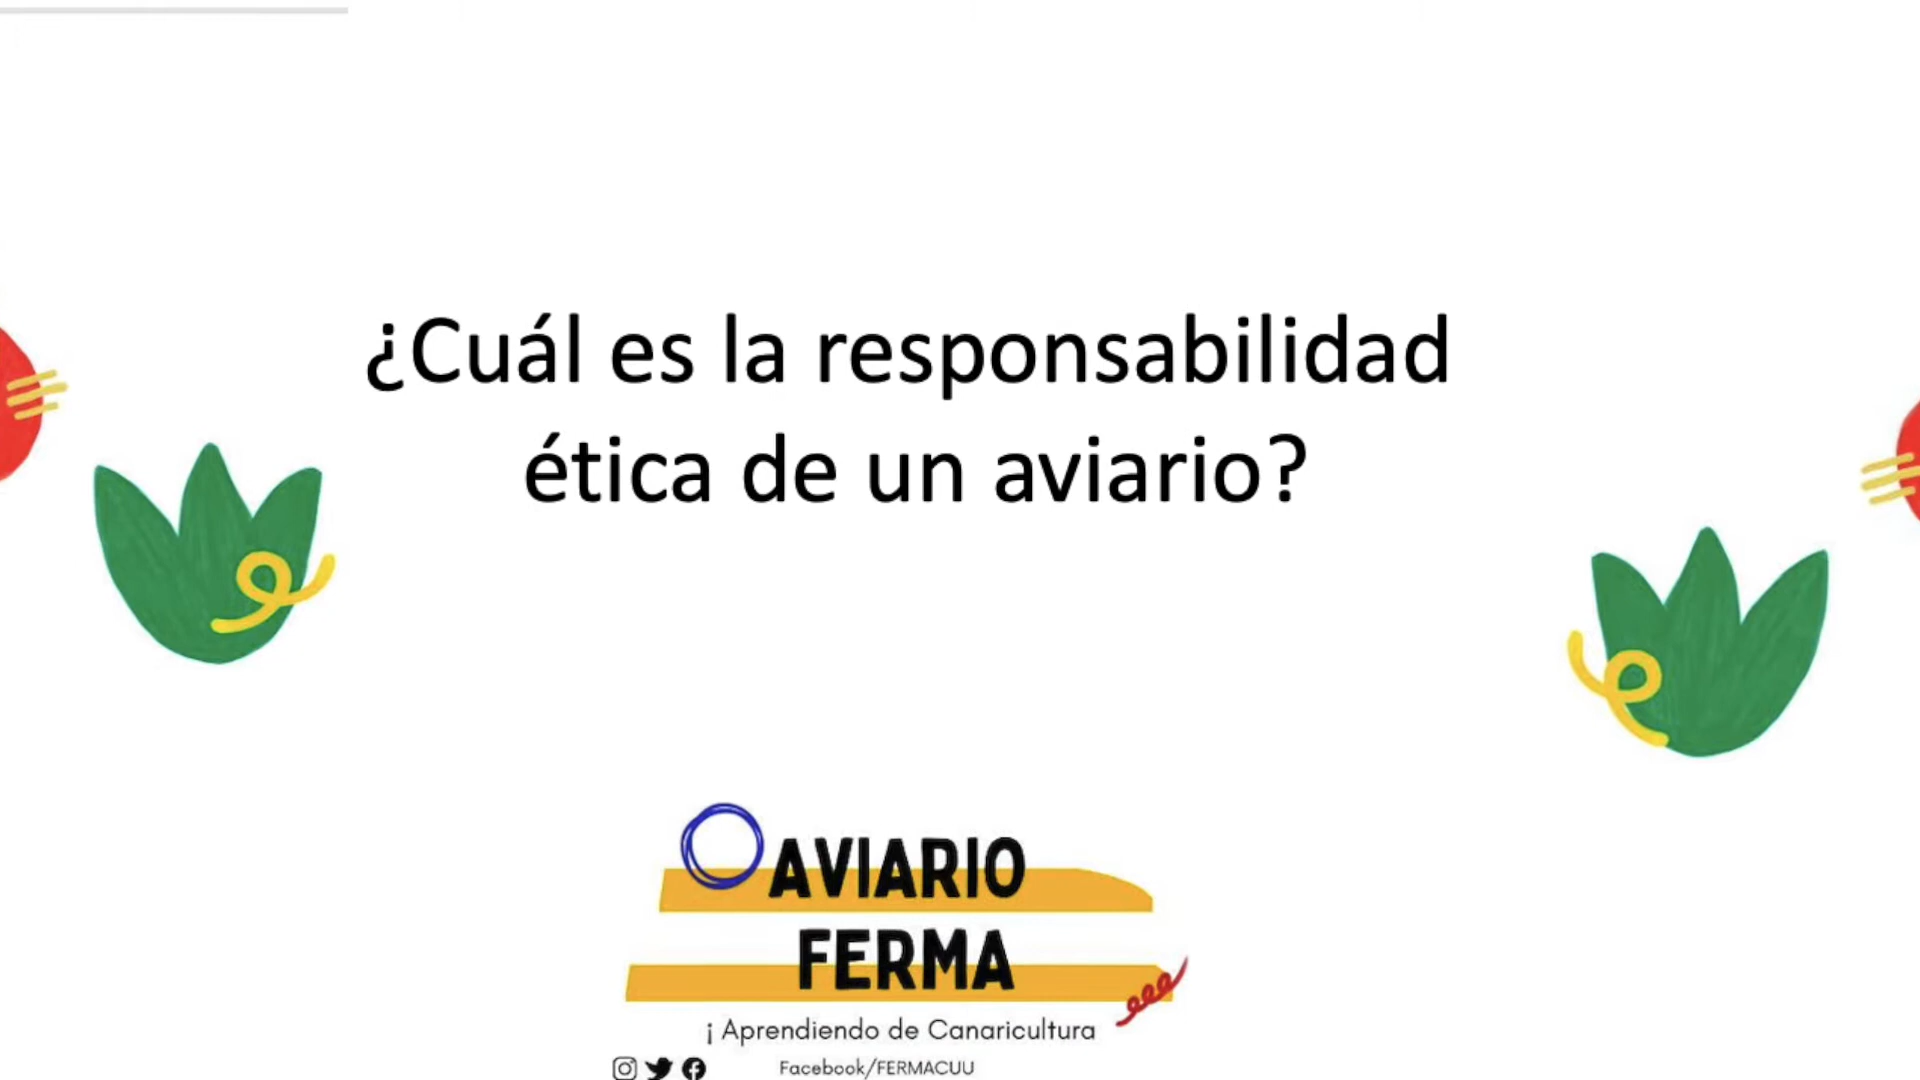 ¿Cuál es la responsabilidad
ética de un aviario?
AVIARIO
FERMA
¡ Aprendiendo de Canaricultura
Facebook/FERMACUU